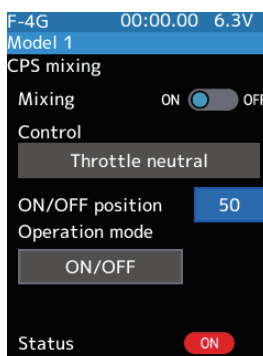 F-4G 00:00.00 6.3V
Model 1
CPS mixing
Mixing ON OFF
Control
Throttle neutral
ON/OFF position 50
Operation mode
ON/OFF
Status ON